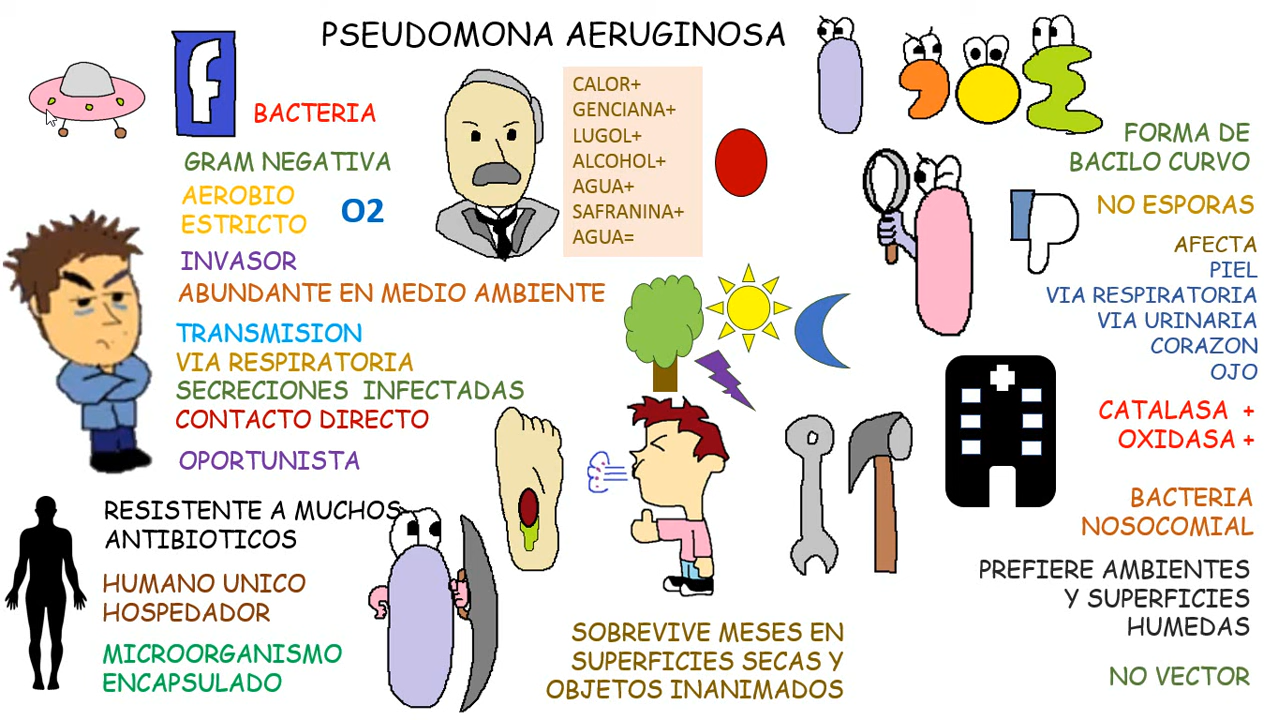 PSEUDOMONA AERUGINOSA
f
BACTERIA
GRAM NEGATIVA
AEROBIO
ESTRICTO
O2
INVASOR
ABUNDANTE EN MEDIO AMBIENTE
TRANSMISION
VIA RESPIRATORIA
SECRECIONES INFECTADAS
CONTACTO DIRECTO
OPORTUNISTA
RESISTENTE A MUCHOS
ANTIBIOTICOS
HUMANO UNICO
HOSPEDADOR
MICROORGANISMO
ENCAPSULADO
CALOR+
GENCIANA+
LUGOL+
ALCOHOL+
AGUA+
SAFRANINA+
AGUA=
SOBREVIVE MESES EN
SUPERFICIES SECAS Y
OBJETOS INANIMADOS
FORMA DE
BACILO CURVO
NO ESPORAS
AFECTA
PIEL
VIA RESPIRATORIA
VIA URINARIA
CORAZON
OJO
CATALASA +
OXIDASA +
BACTERIA
NOSOCOMIAL
PREFIERE AMBIENTES
Y SUPERFICIES
HUMEDAS
NO VECTOR